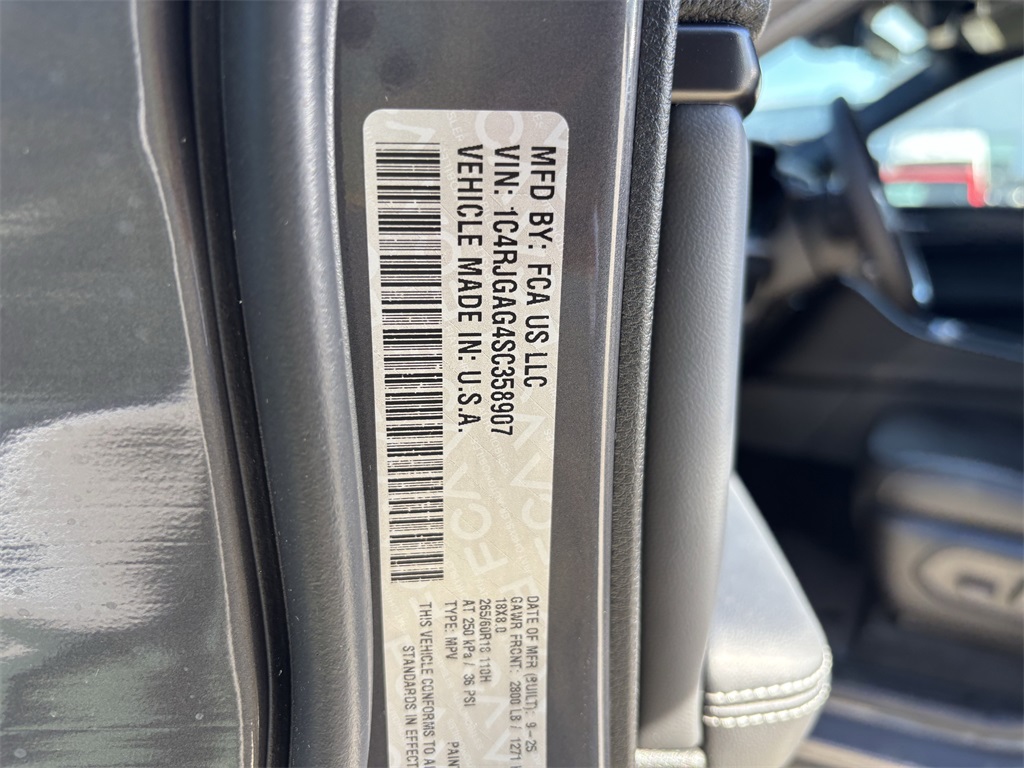 MFD BY: FCA US LLC
VIN: 1C4RJGAG4SC358907
VEHICLE MADE IN: U.S.A.
DATE OF MFR (BUILT): 9-25
GAWR FRONT: 2800 LB / 1271
18X8.0
265/60R18 110H
AT 250 kPa / 36 PSI
TYPE: MPV
PAIN
THIS VEHICLE CONFORMS TO A
STANDARDS IN EFFECT